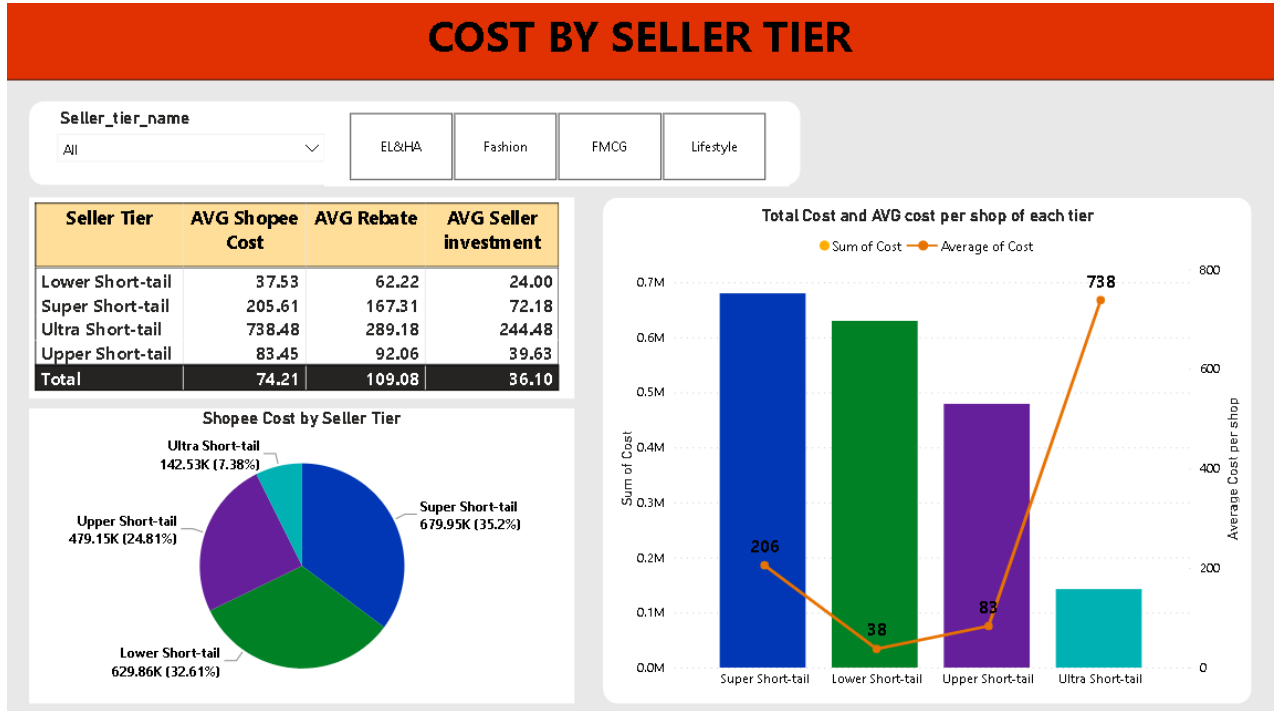 COST BY SELLER TIER
Seller_tier_name
All
EL&HA
Fashion
FMCG
Lifestyle
Seller Tier AVG Shopee AVG Rebate AVG Seller
Cost investment
Lower Short-tail 37.53 62.22 24.00
Super Short-tail 205.61 167.31 72.18
Ultra Short-tail 738.48 289.18 244.48
Upper Short-tail 83.45 92.06 39.63
Total 74.21 109.08 36.10
Shopee Cost by Seller Tier
Ultra Short-tail
142.53K (7.38%)
Super Short-tail
679.95K (35.2%)
Upper Short-tail
479.15K (24.81%)
Lower Short-tail
629.86K (32.61%)
Total Cost and AVG cost per shop of each tier
Sum of Cost Average of Cost
Sum of Cost
0.7M
0.6M
0.5M
0.4M
0.3M
0.2M
0.1M
0.0M
206
38
83
738
800
600
400
200
0
Average Cost per shop
Super Short-tail Lower Short-tail Upper Short-tail Ultra Short-tail